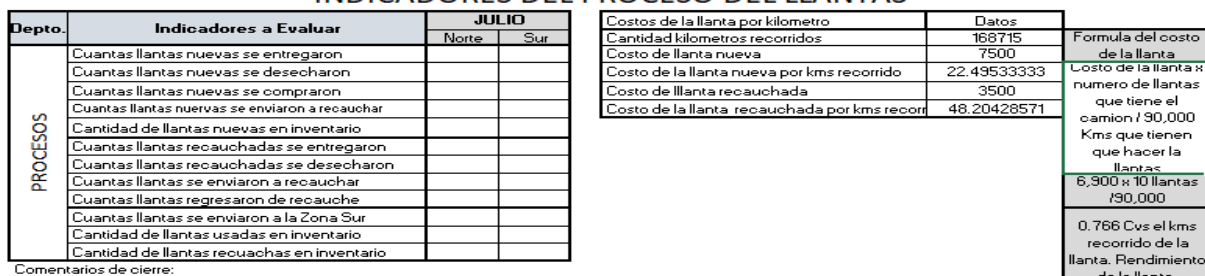 INDICADORES DEL PROCESO DE LLANTAS
Depto.
Indicadores a Evaluar
JULIO
Norte
Sur
PROCESOS
Cuantas llantas nuevas se entregaron
Cuantas llantas nuevas se desecharon
Cuantas llantas nuevas se compraron
Cuantas llantas nuervas se enviaron a recauchar
Cantidad de llantas nuevas en inventario
Cuantas llantas recauchadas se entregaron
Cuantas llantas recauchadas se desecharon
Cuantas llantas se enviaron a recauchar
Cuantas llantas regresaron de recauche
Cuantas llantas se enviaron a la Zona Sur
Cantidad de llantas usadas en inventario
Cantidad de llantas recuachas en inventario
Comentarios de cierre:
Costos de la llanta por kilometro Datos
Cantidad kilometros recorridos 168715
Costo de llanta nueva 7500
Costo de la llanta nueva por kms recorrido 22.49533333
Costo de lllanta recauchada 3500
Costo de la llanta recauchada por kms recorr 48.20428571
Formula del costo
de la llanta
Costo de la llanta x
numero de llantas
que tiene el
camion / 90,000
Kms que tienen
que hacer la
llantas
6,900 x 10 llantas
/90,000
0.766 Cvs el kms
recorrido de la
llanta. Rendimiento
de la llanta